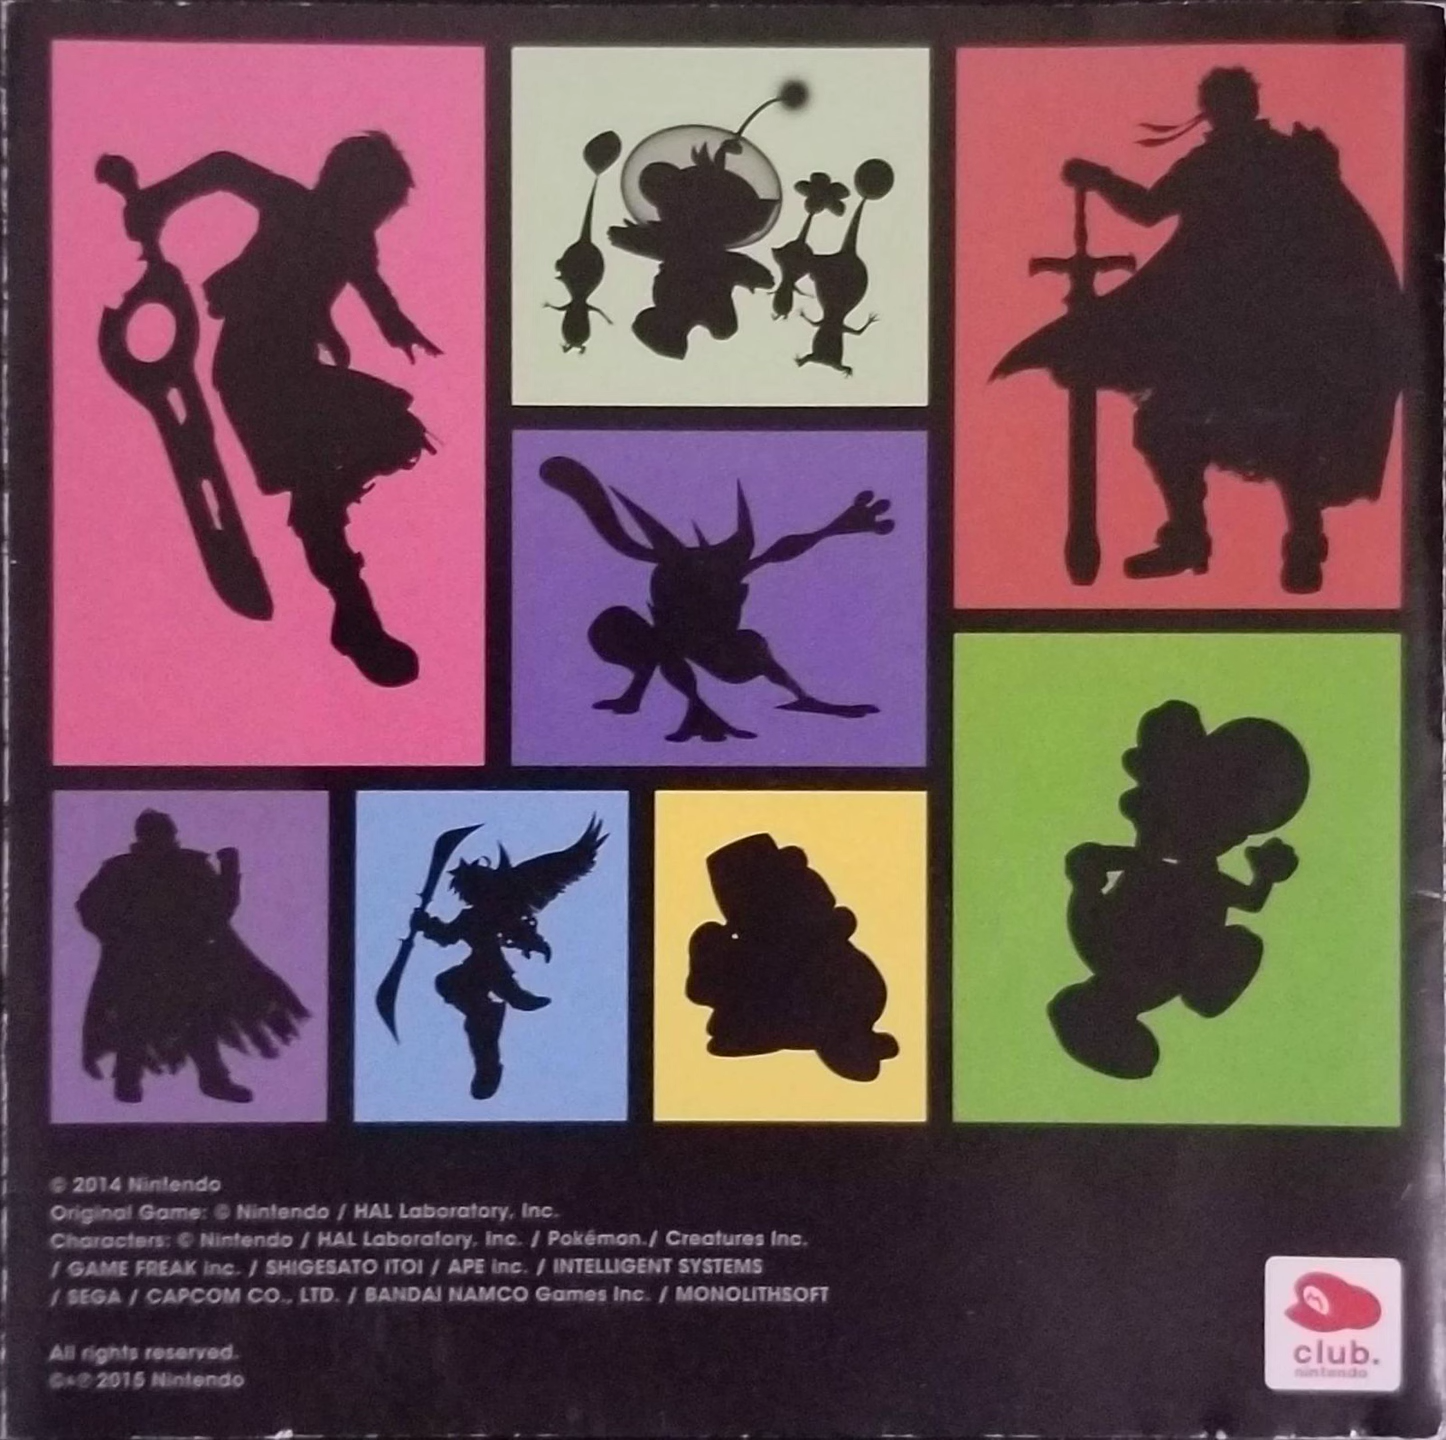 © 2014 Nintendo
Original Game: © Nintendo / HAL Laboratory, Inc.
Characters: © Nintendo / HAL Laboratory, Inc. / Pokémon./ Creatures Inc.
/ GAME FREAK inc. / SHIGESATO ITOI / APE inc. / INTELLIGENT SYSTEMS
/ SEGA / CAPCOM CO., LTD. / BANDAI NAMCO Games Inc. / MONOLITHSOFT
All rights reserved.
©+℗ 2015 Nintendo
M
club.
nintendo